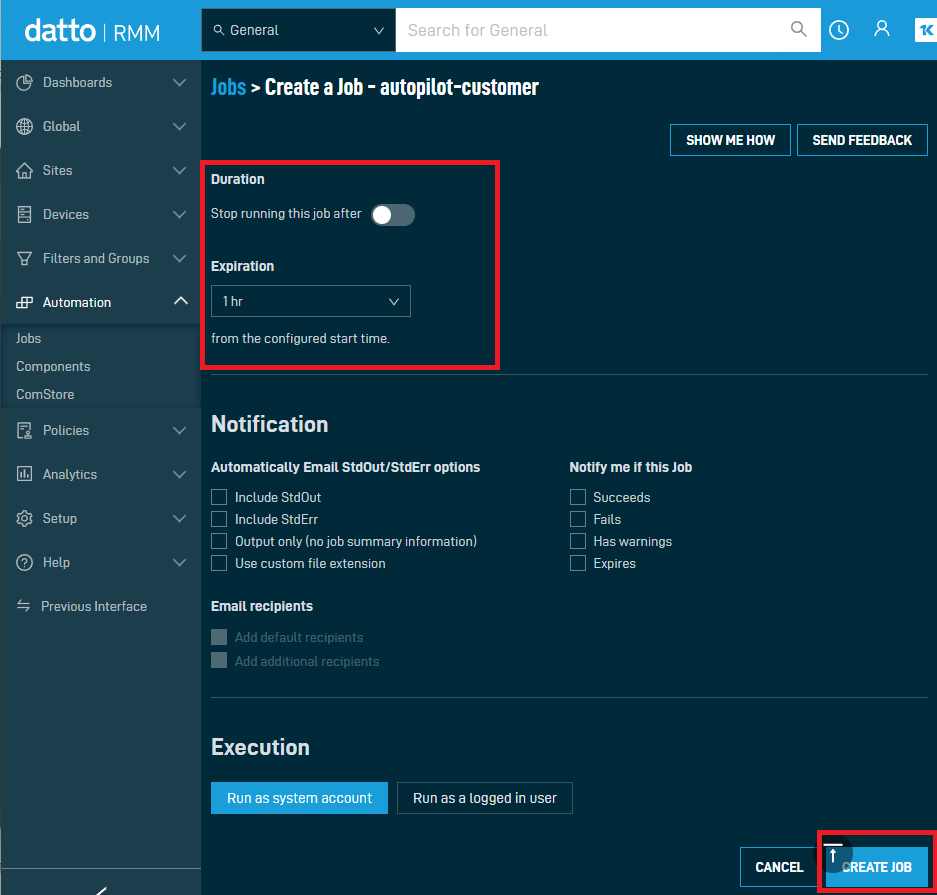 datto | RMM
General
Search for General
1K
Dashboards
Global
Sites
Devices
Filters and Groups
Automation
Jobs
Components
ComStore
Policies
Analytics
Setup
Help
Previous Interface
Jobs > Create a Job - autopilot-customer
SHOW ME HOW
SEND FEEDBACK
Duration
Stop running this job after
Expiration
1 hr
from the configured start time.
Notification
Automatically Email StdOut/StdErr options
Include StdOut
Include StdErr
Output only (no job summary information)
Use custom file extension
Notify me if this Job
Succeeds
Fails
Has warnings
Expires
Email recipients
Add default recipients
Add additional recipients
Execution
Run as system account
Run as a logged in user
CANCEL
CREATE JOB